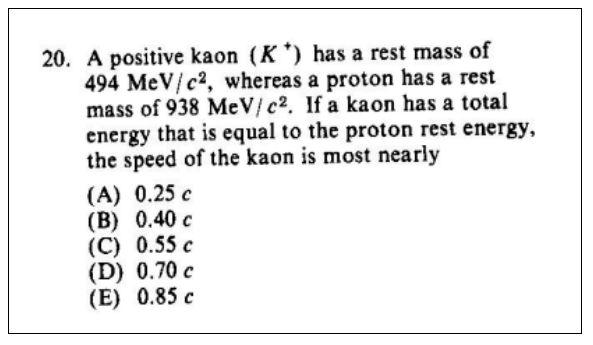 20. A positive kaon (K⁺) has a rest mass of
494 MeV/c², whereas a proton has a rest
mass of 938 MeV/c². If a kaon has a total
energy that is equal to the proton rest energy,
the speed of the kaon is most nearly
(A) 0.25 c
(B) 0.40 c
(C) 0.55 c
(D) 0.70 c
(E) 0.85 c